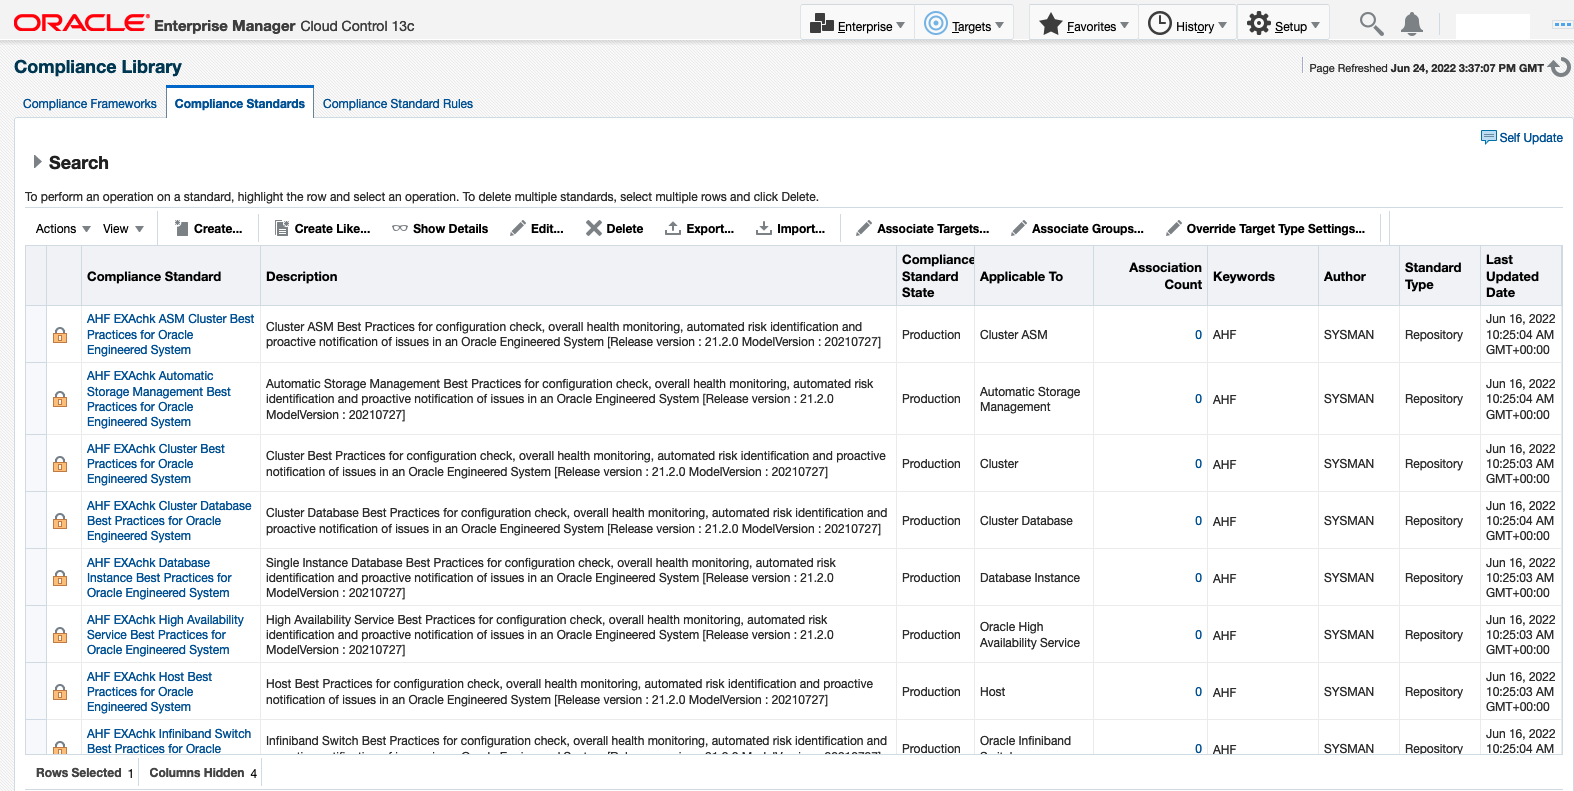 ORACLE® Enterprise Manager Cloud Control 13c
Enterprise
Targets
Favorites
History
Setup
Compliance Library
Page Refreshed Jun 24, 2022 3:37:07 PM GMT
Compliance Frameworks
Compliance Standards
Compliance Standard Rules
Self Update
Search
To perform an operation on a standard, highlight the row and select an operation. To delete multiple standards, select multiple rows and click Delete.
Actions
View
Create...
Create Like...
Show Details
Edit...
Delete
Export...
Import...
Associate Targets...
Associate Groups...
Override Target Type Settings...
Compliance Standard
Description
Compliance
Standard
State
Applicable To
Association
Count
Keywords
Author
Standard
Type
Last
Updated
Date
AHF EXAchk ASM Cluster Best
Practices for Oracle
Engineered System
Cluster ASM Best Practices for configuration check, overall health monitoring, automated risk identification and
proactive notification of issues in an Oracle Engineered System [Release version : 21.2.0 ModelVersion : 20210727]
Production
Cluster ASM
0
AHF
SYSMAN
Repository
Jun 16, 2022
10:25:04 AM
GMT+00:00
AHF EXAchk Automatic
Storage Management Best
Practices for Oracle
Engineered System
Automatic Storage Management Best Practices for configuration check, overall health monitoring, automated risk
identification and proactive notification of issues in an Oracle Engineered System [Release version : 21.2.0
ModelVersion : 20210727]
Production
Automatic Storage
Management
0
AHF
SYSMAN
Repository
Jun 16, 2022
10:25:04 AM
GMT+00:00
AHF EXAchk Cluster Best
Practices for Oracle
Engineered System
Cluster Best Practices for configuration check, overall health monitoring, automated risk identification and proactive
notification of issues in an Oracle Engineered System [Release version : 21.2.0 ModelVersion : 20210727]
Production
Cluster
0
AHF
SYSMAN
Repository
Jun 16, 2022
10:25:03 AM
GMT+00:00
AHF EXAchk Cluster Database
Best Practices for Oracle
Engineered System
Cluster Database Best Practices for configuration check, overall health monitoring, automated risk identification and
proactive notification of issues in an Oracle Engineered System [Release version : 21.2.0 ModelVersion : 20210727]
Production
Cluster Database
0
AHF
SYSMAN
Repository
Jun 16, 2022
10:25:04 AM
GMT+00:00
AHF EXAchk Database
Instance Best Practices for
Oracle Engineered System
Single Instance Database Best Practices for configuration check, overall health monitoring, automated risk
identification and proactive notification of issues in an Oracle Engineered System [Release version : 21.2.0
ModelVersion : 20210727]
Production
Database Instance
0
AHF
SYSMAN
Repository
Jun 16, 2022
10:25:03 AM
GMT+00:00
AHF EXAchk High Availability
Service Best Practices for
Oracle Engineered System
High Availability Service Best Practices for configuration check, overall health monitoring, automated risk
identification and proactive notification of issues in an Oracle Engineered System [Release version : 21.2.0
ModelVersion : 20210727]
Production
Oracle High
Availability Service
0
AHF
SYSMAN
Repository
Jun 16, 2022
10:25:03 AM
GMT+00:00
AHF EXAchk Host Best
Practices for Oracle
Engineered System
Host Best Practices for configuration check, overall health monitoring, automated risk identification and proactive
notification of issues in an Oracle Engineered System [Release version : 21.2.0 ModelVersion : 20210727]
Production
Host
0
AHF
SYSMAN
Repository
Jun 16, 2022
10:25:03 AM
GMT+00:00
AHF EXAchk Infiniband Switch
Best Practices for Oracle
Infiniband Switch Best Practices for configuration check, overall health monitoring, automated risk identification and
Production
Oracle Infiniband
0
AHF
SYSMAN
Repository
Jun 16, 2022
10:25:04 AM
Rows Selected 1
Columns Hidden 4